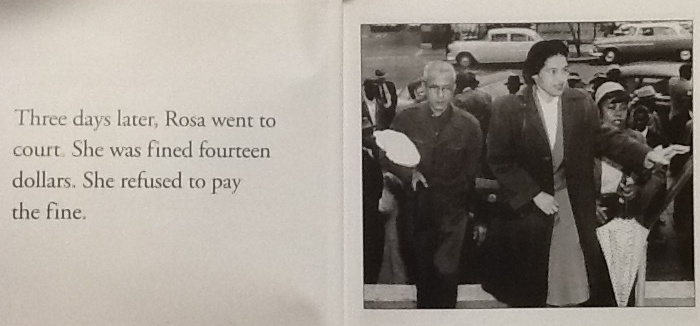 Three days later, Rosa went to
court. She was fined fourteen
dollars. She refused to pay
the fine.